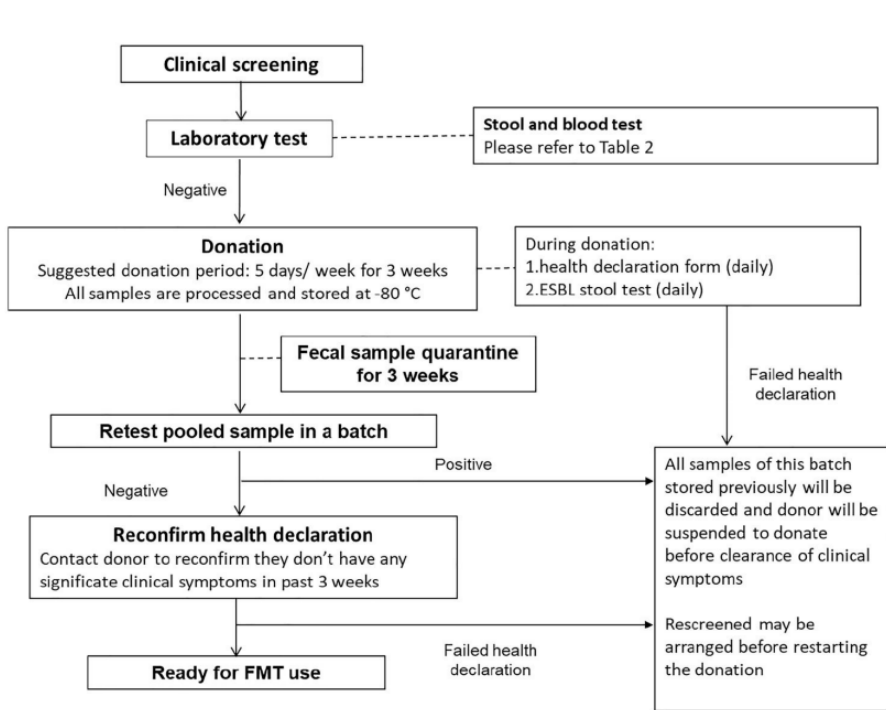 Clinical screening
Laboratory test
Stool and blood test
Please refer to Table 2
Negative
Donation
Suggested donation period: 5 days/ week for 3 weeks
All samples are processed and stored at -80 °C
During donation:
1.health declaration form (daily)
2.ESBL stool test (daily)
Fecal sample quarantine
for 3 weeks
Failed health
declaration
Retest pooled sample in a batch
Positive
Negative
All samples of this batch
stored previously will be
discarded and donor will be
suspended to donate
before clearance of clinical
symptoms
Rescreened may be
arranged before restarting
the donation
Reconfirm health declaration
Contact donor to reconfirm they don't have any
significate clinical symptoms in past 3 weeks
Failed health
declaration
Ready for FMT use